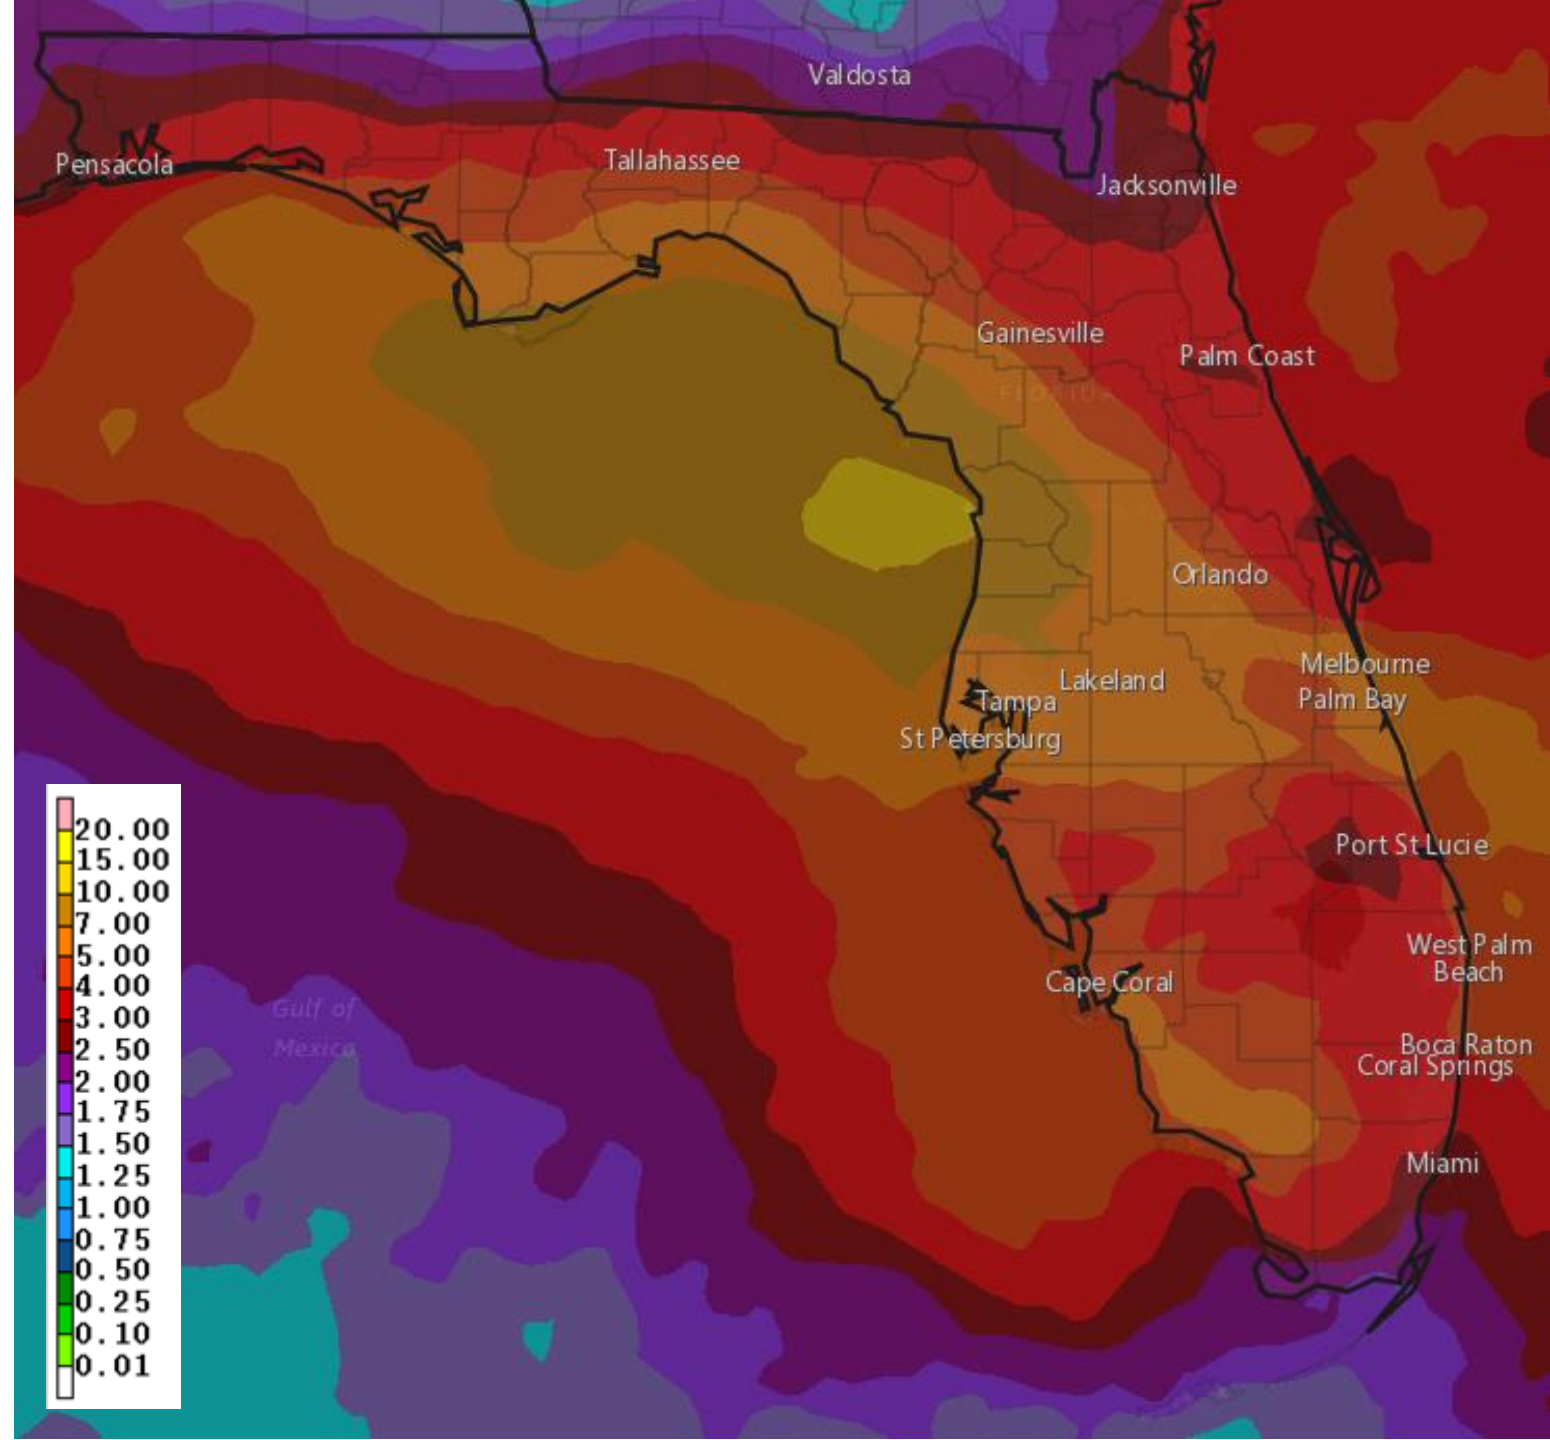 Valdosta
Pensacola
Tallahassee
Jacksonville
Gainesville
Palm Coast
FLORIDA
Orlando
Melbourne
Palm Bay
Lakeland
Tampa
St Petersburg
Port St Lucie
West Palm
Beach
Cape Coral
Gulf of
Mexico
Boca Raton
Coral Springs
Miami
20.00
15.00
10.00
7.00
5.00
4.00
3.00
2.50
2.00
1.75
1.50
1.25
1.00
0.75
0.50
0.25
0.10
0.01